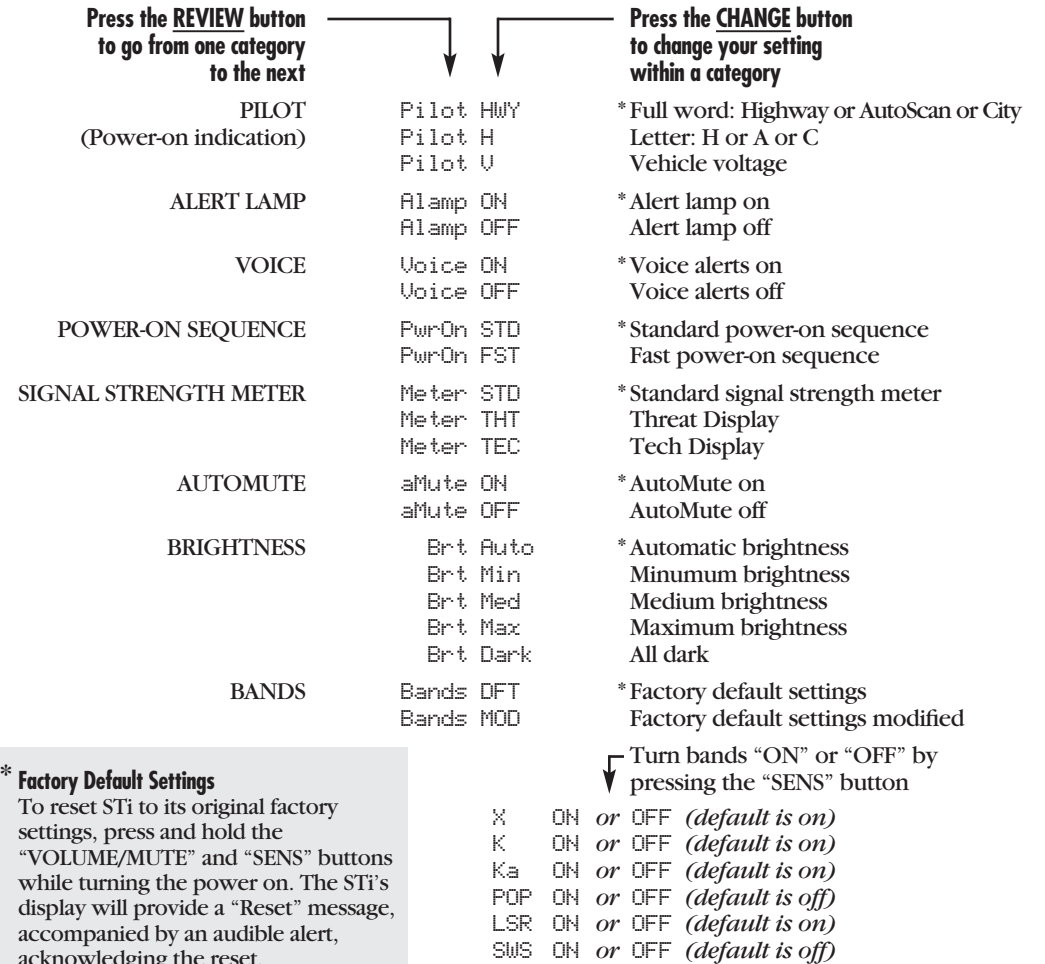 Press the REVIEW button
to go from one category
to the next
Press the CHANGE button
to change your setting
within a category
PILOT Pilot HWY *Full word: Highway or AutoScan or City
(Power-on indication) Pilot H Letter: H or A or C
Pilot V Vehicle voltage
ALERT LAMP Alamp ON *Alert lamp on
Alamp OFF Alert lamp off
VOICE Voice ON *Voice alerts on
Voice OFF Voice alerts off
POWER-ON SEQUENCE PwrOn STD *Standard power-on sequence
PwrOn FST Fast power-on sequence
SIGNAL STRENGTH METER Meter STD *Standard signal strength meter
Meter THT Threat Display
Meter TEC Tech Display
AUTOMUTE aMute ON *AutoMute on
aMute OFF AutoMute off
BRIGHTNESS Brt Auto *Automatic brightness
Brt Min Minumum brightness
Brt Med Medium brightness
Brt Max Maximum brightness
Brt Dark All dark
BANDS Bands DFT *Factory default settings
Bands MOD Factory default settings modified
Turn bands “ON” or “OFF” by
pressing the “SENS” button
X ON or OFF (default is on)
K ON or OFF (default is on)
Ka ON or OFF (default is on)
POP ON or OFF (default is off)
LSR ON or OFF (default is on)
SWS ON or OFF (default is off)
* Factory Default Settings
To reset STi to its original factory
settings, press and hold the
“VOLUME/MUTE” and “SENS” buttons
while turning the power on. The STi’s
display will provide a “Reset” message,
accompanied by an audible alert,
acknowledging the reset